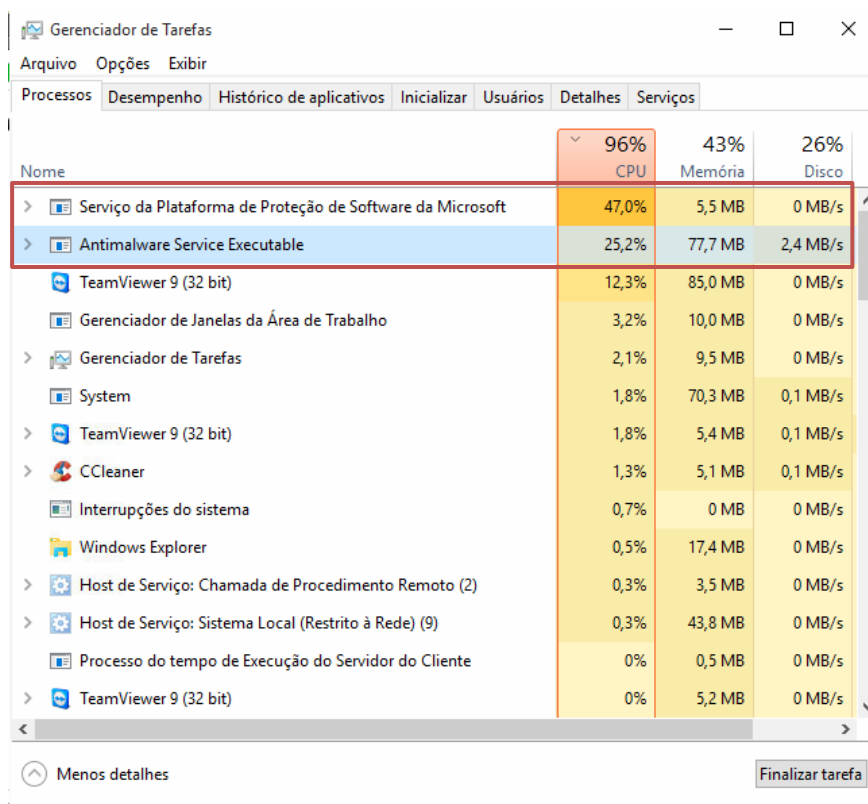 Gerenciador de Tarefas
Arquivo Opções Exibir
Processos Desempenho Histórico de aplicativos Inicializar Usuários Detalhes Serviços
96% 43% 26%
Nome CPU Memória Disco
Serviço da Plataforma de Proteção de Software da Microsoft 47,0% 5,5 MB 0 MB/s
Antimalware Service Executable 25,2% 77,7 MB 2,4 MB/s
TeamViewer 9 (32 bit) 12,3% 85,0 MB 0 MB/s
Gerenciador de Janelas da Área de Trabalho 3,2% 10,0 MB 0 MB/s
Gerenciador de Tarefas 2,1% 9,5 MB 0 MB/s
System 1,8% 70,3 MB 0,1 MB/s
TeamViewer 9 (32 bit) 1,8% 5,4 MB 0,1 MB/s
CCleaner 1,3% 5,1 MB 0,1 MB/s
Interrupções do sistema 0,7% 0 MB 0 MB/s
Windows Explorer 0,5% 17,4 MB 0 MB/s
Host de Serviço: Chamada de Procedimento Remoto (2) 0,3% 3,5 MB 0 MB/s
Host de Serviço: Sistema Local (Restrito à Rede) (9) 0,3% 43,8 MB 0 MB/s
Processo do tempo de Execução do Servidor do Cliente 0% 0,5 MB 0 MB/s
TeamViewer 9 (32 bit) 0% 5,2 MB 0 MB/s
Menos detalhes Finalizar tarefa